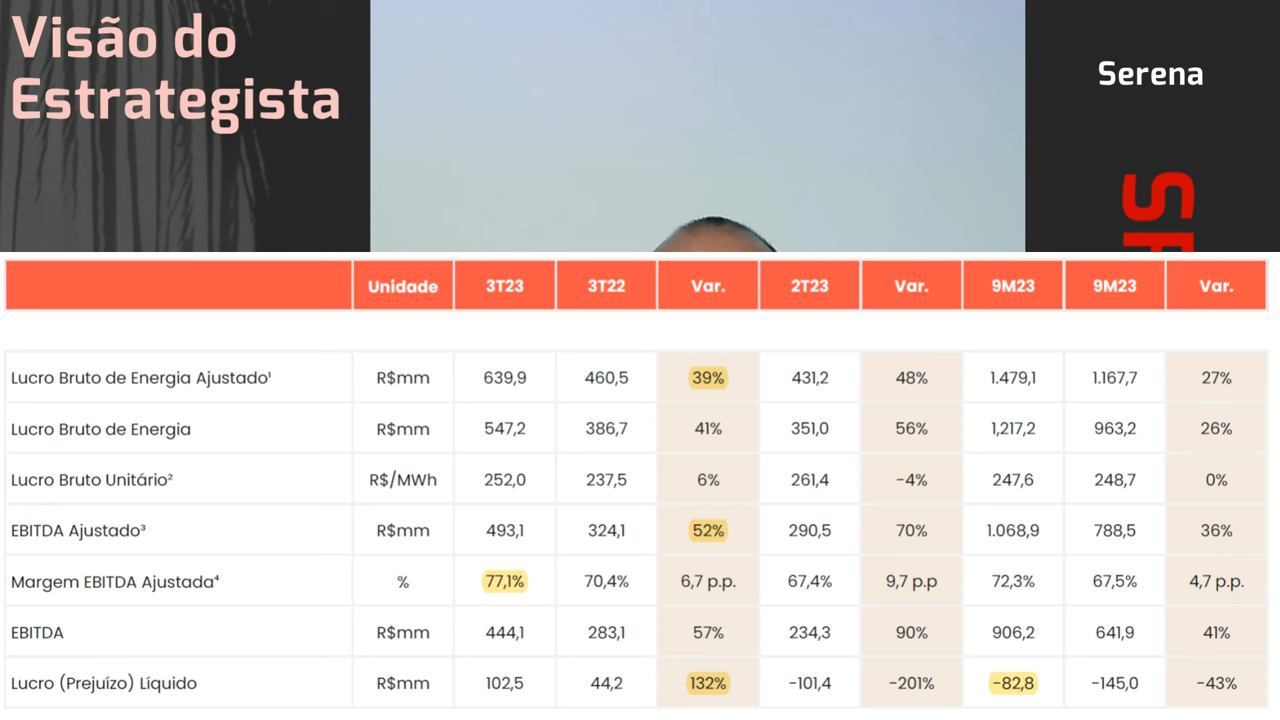 Visão do
Estrategista
Serena
Unidade 3T23 3T22 Var. 2T23 Var. 9M23 9M23 Var.
Lucro Bruto de Energia Ajustado¹ R$mm 639,9 460,5 39% 431,2 48% 1.479,1 1.167,7 27%
Lucro Bruto de Energia R$mm 547,2 386,7 41% 351,0 56% 1,217,2 963,2 26%
Lucro Bruto Unitário² R$/MWh 252,0 237,5 6% 261,4 -4% 247,6 248,7 0%
EBITDA Ajustado³ R$mm 493,1 324,1 52% 290,5 70% 1.068,9 788,5 36%
Margem EBITDA Ajustada⁴ % 77,1% 70,4% 6,7 p.p. 67,4% 9,7 p.p 72,3% 67,5% 4,7 p.p.
EBITDA R$mm 444,1 283,1 57% 234,3 90% 906,2 641,9 41%
Lucro (Prejuízo) Líquido R$mm 102,5 44,2 132% -101,4 -201% -82,8 -145,0 -43%